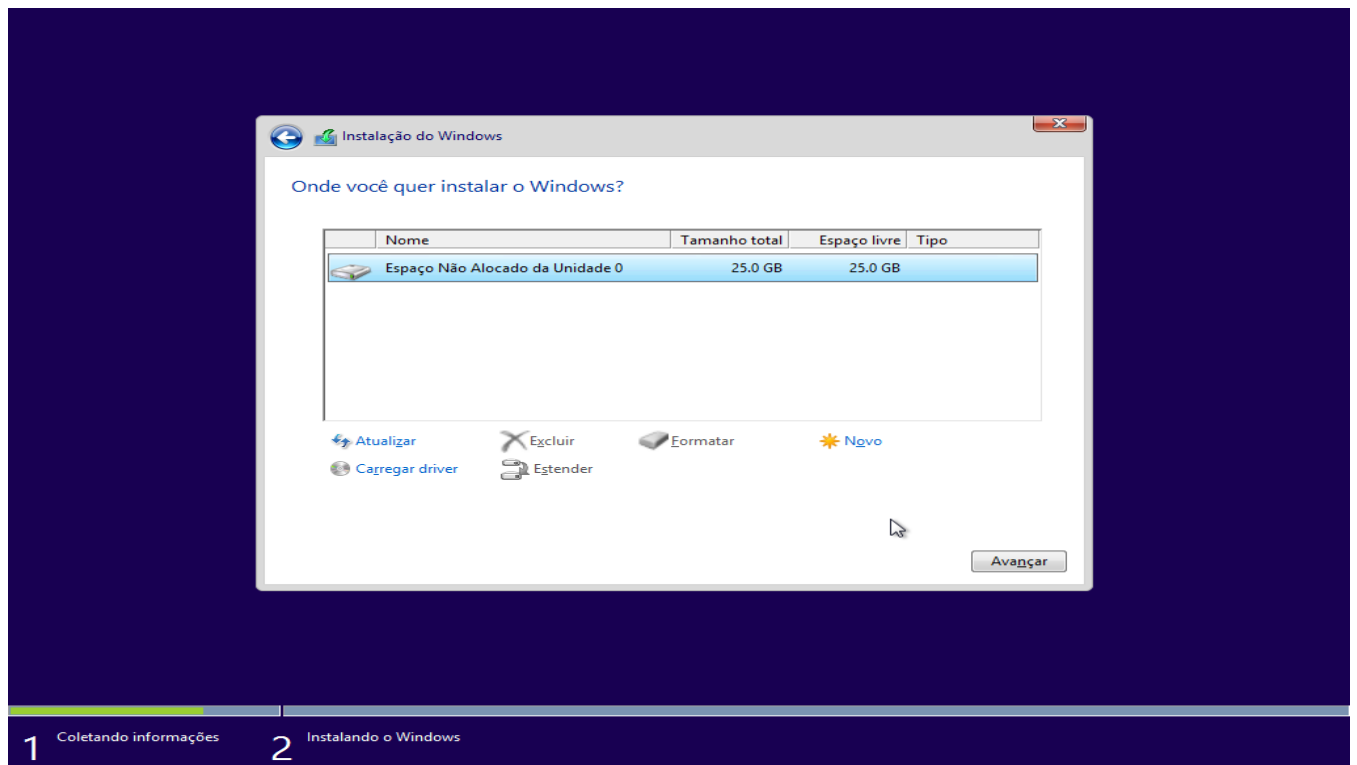 Instalação do Windows
Onde você quer instalar o Windows?
Nome Tamanho total Espaço livre Tipo
Espaço Não Alocado da Unidade 0 25.0 GB 25.0 GB
Atualizar Excluir Formatar Novo
Carregar driver Estender
Avançar
1 Coletando informações 2 Instalando o Windows